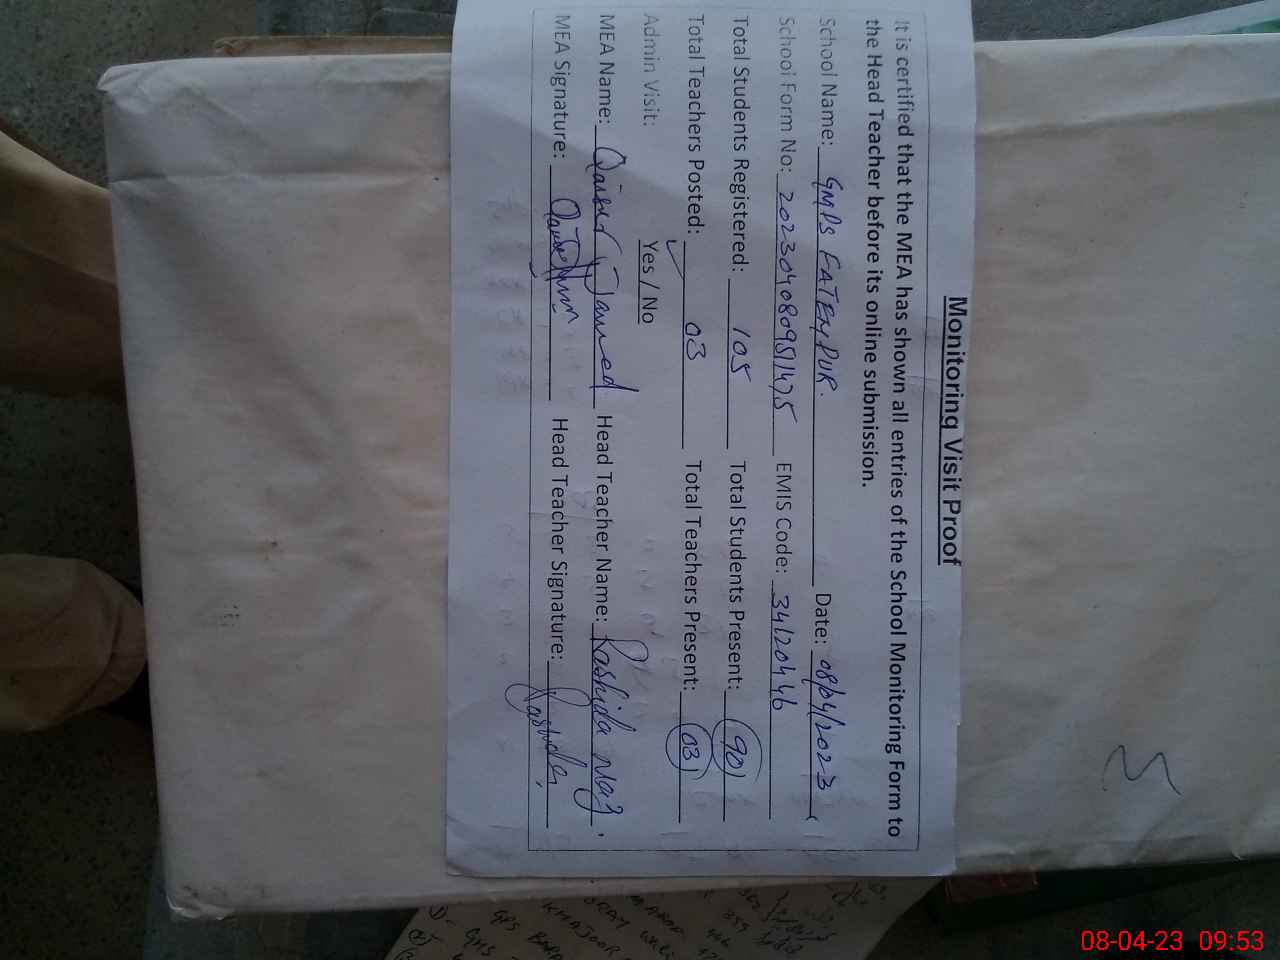 Monitoring Visit Proof
It is certified that the MEA has shown all entries of the School Monitoring Form to
the Head Teacher before its online submission.
School Name: GMPS FATEHPUR. Date: 08/04/2023
School Form No: 202304080951475 EMIS Code: 34120446
Total Students Registered: 105 Total Students Present: 90
Total Teachers Posted: 03 Total Teachers Present: 03
Admin Visit: Yes / No
MEA Name: Qaiser Javed Head Teacher Name: Rashida Naz.
MEA Signature: Head Teacher Signature: Rashida
08-04-23 09:53